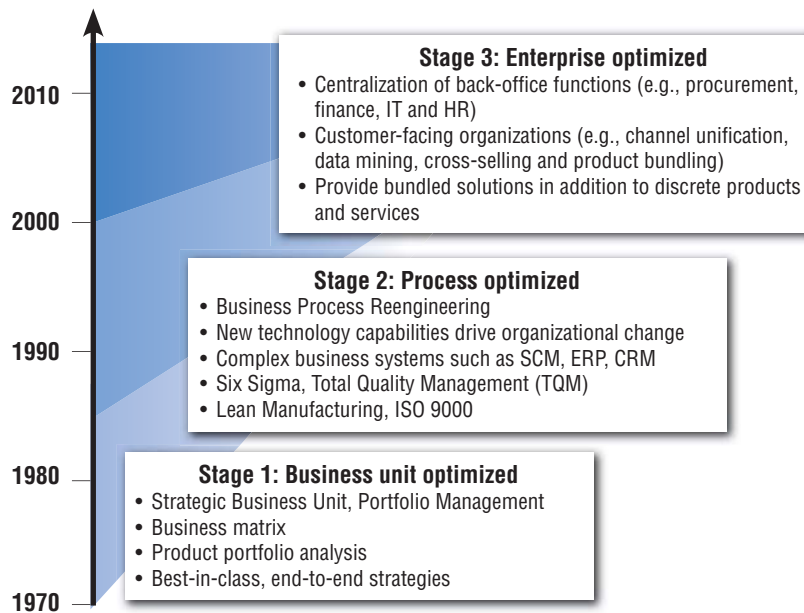 2010
2000
1990
1980
1970
Stage 3: Enterprise optimized
• Centralization of back-office functions (e.g., procurement,
finance, IT and HR)
• Customer-facing organizations (e.g., channel unification,
data mining, cross-selling and product bundling)
• Provide bundled solutions in addition to discrete products
and services
Stage 2: Process optimized
• Business Process Reengineering
• New technology capabilities drive organizational change
• Complex business systems such as SCM, ERP, CRM
• Six Sigma, Total Quality Management (TQM)
• Lean Manufacturing, ISO 9000
Stage 1: Business unit optimized
• Strategic Business Unit, Portfolio Management
• Business matrix
• Product portfolio analysis
• Best-in-class, end-to-end strategies